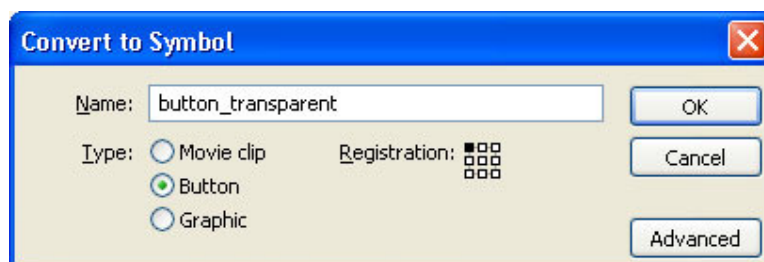 Convert to Symbol
Name: button_transparent
OK
Type: Movie clip
Registration:
Cancel
Button
Graphic
Advanced